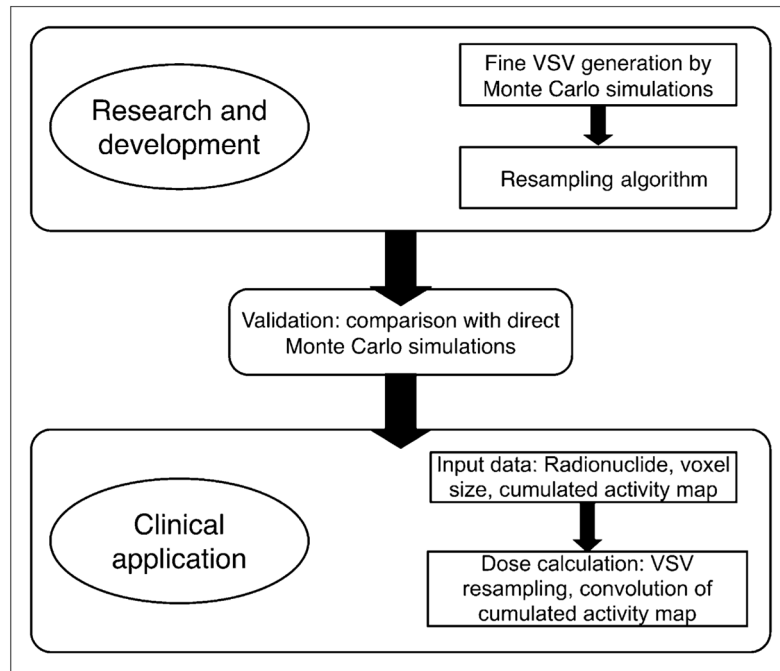 Research and
development
Fine VSV generation by
Monte Carlo simulations
Resampling algorithm
Validation: comparison with direct
Monte Carlo simulations
Clinical
application
Input data: Radionuclide, voxel
size, cumulated activity map
Dose calculation: VSV
resampling, convolution of
cumulated activity map